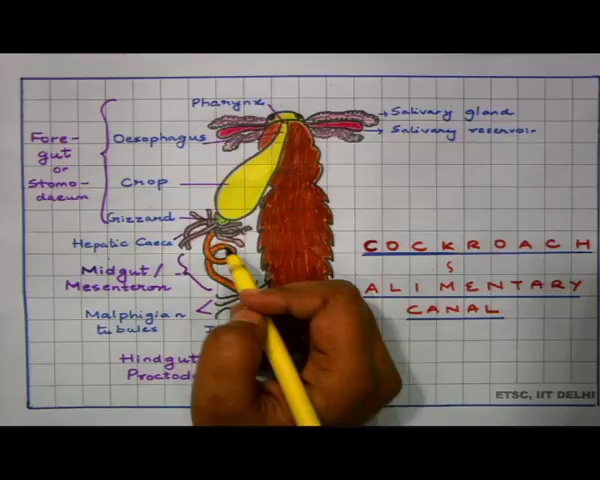 Pharynx
Salivary gland
Salivary reservoir
Fore-
gut
or
Stomo-
daeum
Oesophagus
Crop
Gizzard
Hepatic Caeca
Midgut/
Mesenteron
Malphigian
tubules
Hindgut
COCKROACH
'S
ALIMENTARY
CANAL
ETSC, IIT DELHI